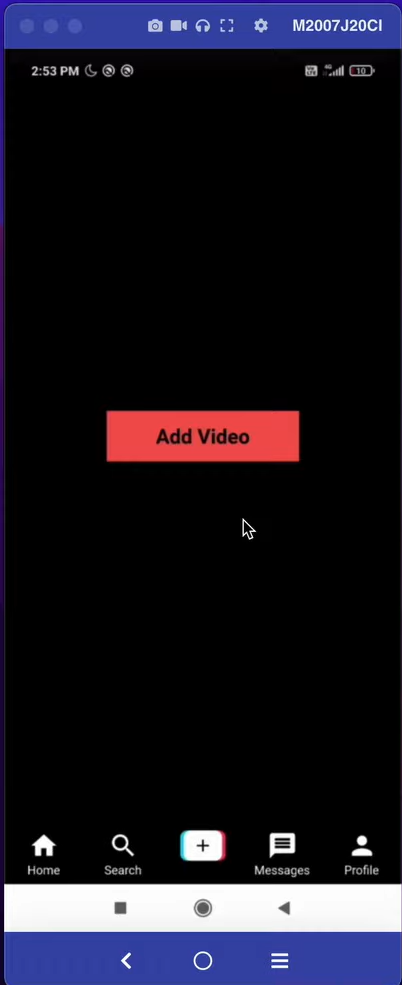 M2007J20CI
2:53 PM
10
Add Video
Home
Search
Messages
Profile